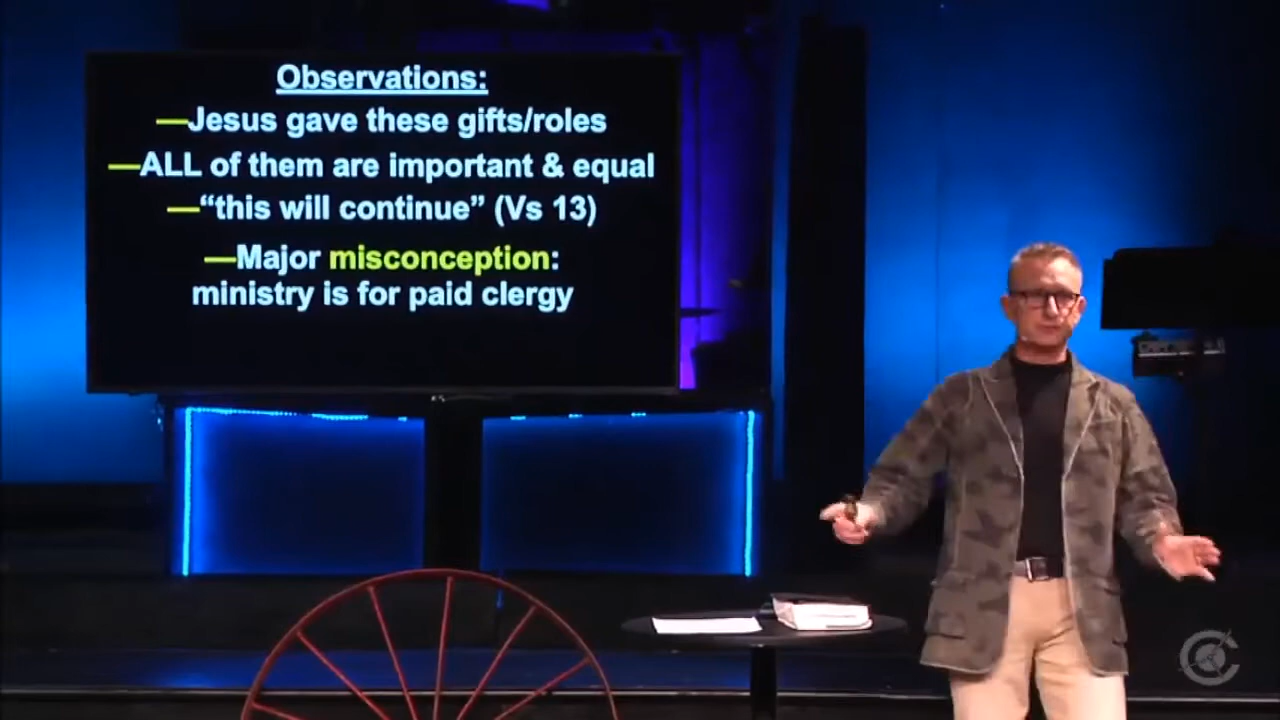 Observations:
—Jesus gave these gifts/roles
—ALL of them are important & equal
—“this will continue” (Vs 13)
—Major misconception:
ministry is for paid clergy